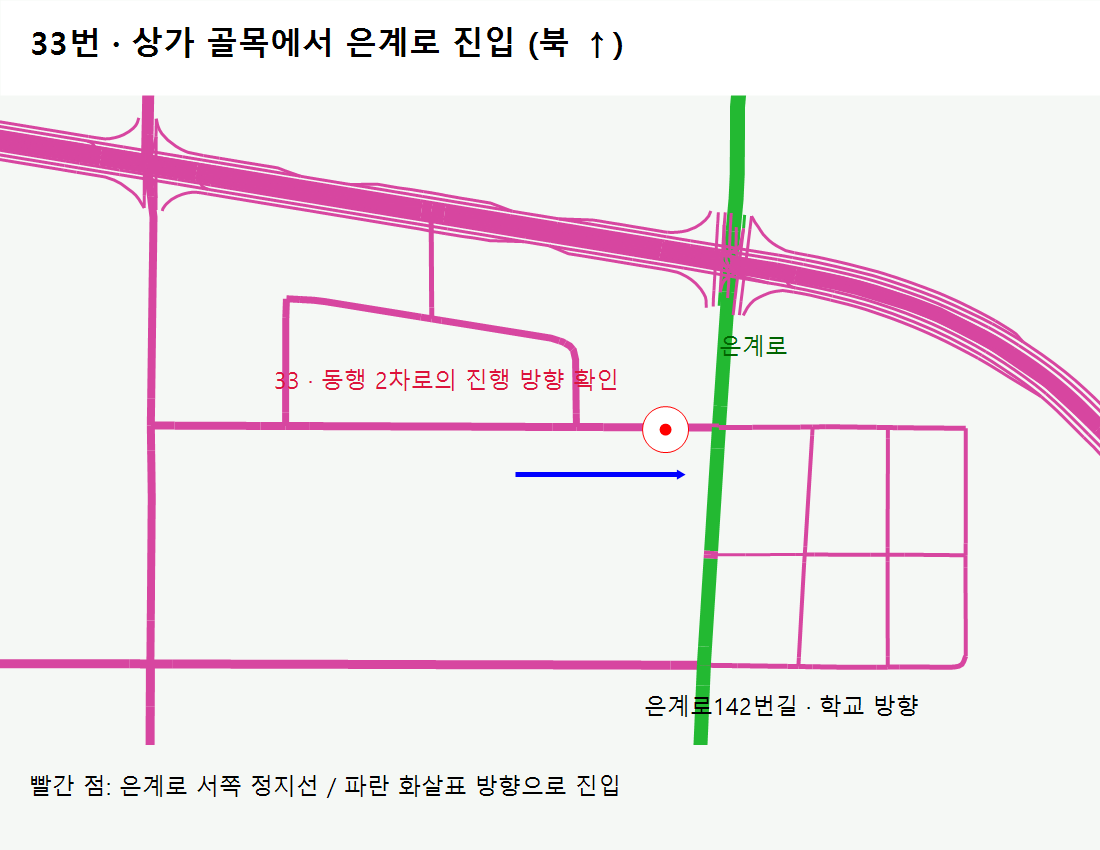 33번 · 상가 골목에서 은계로 진입 (북 ↑)
은계로
33 · 동행 2차로의 진행 방향 확인
은계로142번길 · 학교 방향
빨간 점: 은계로 서쪽 정지선 / 파란 화살표 방향으로 진입